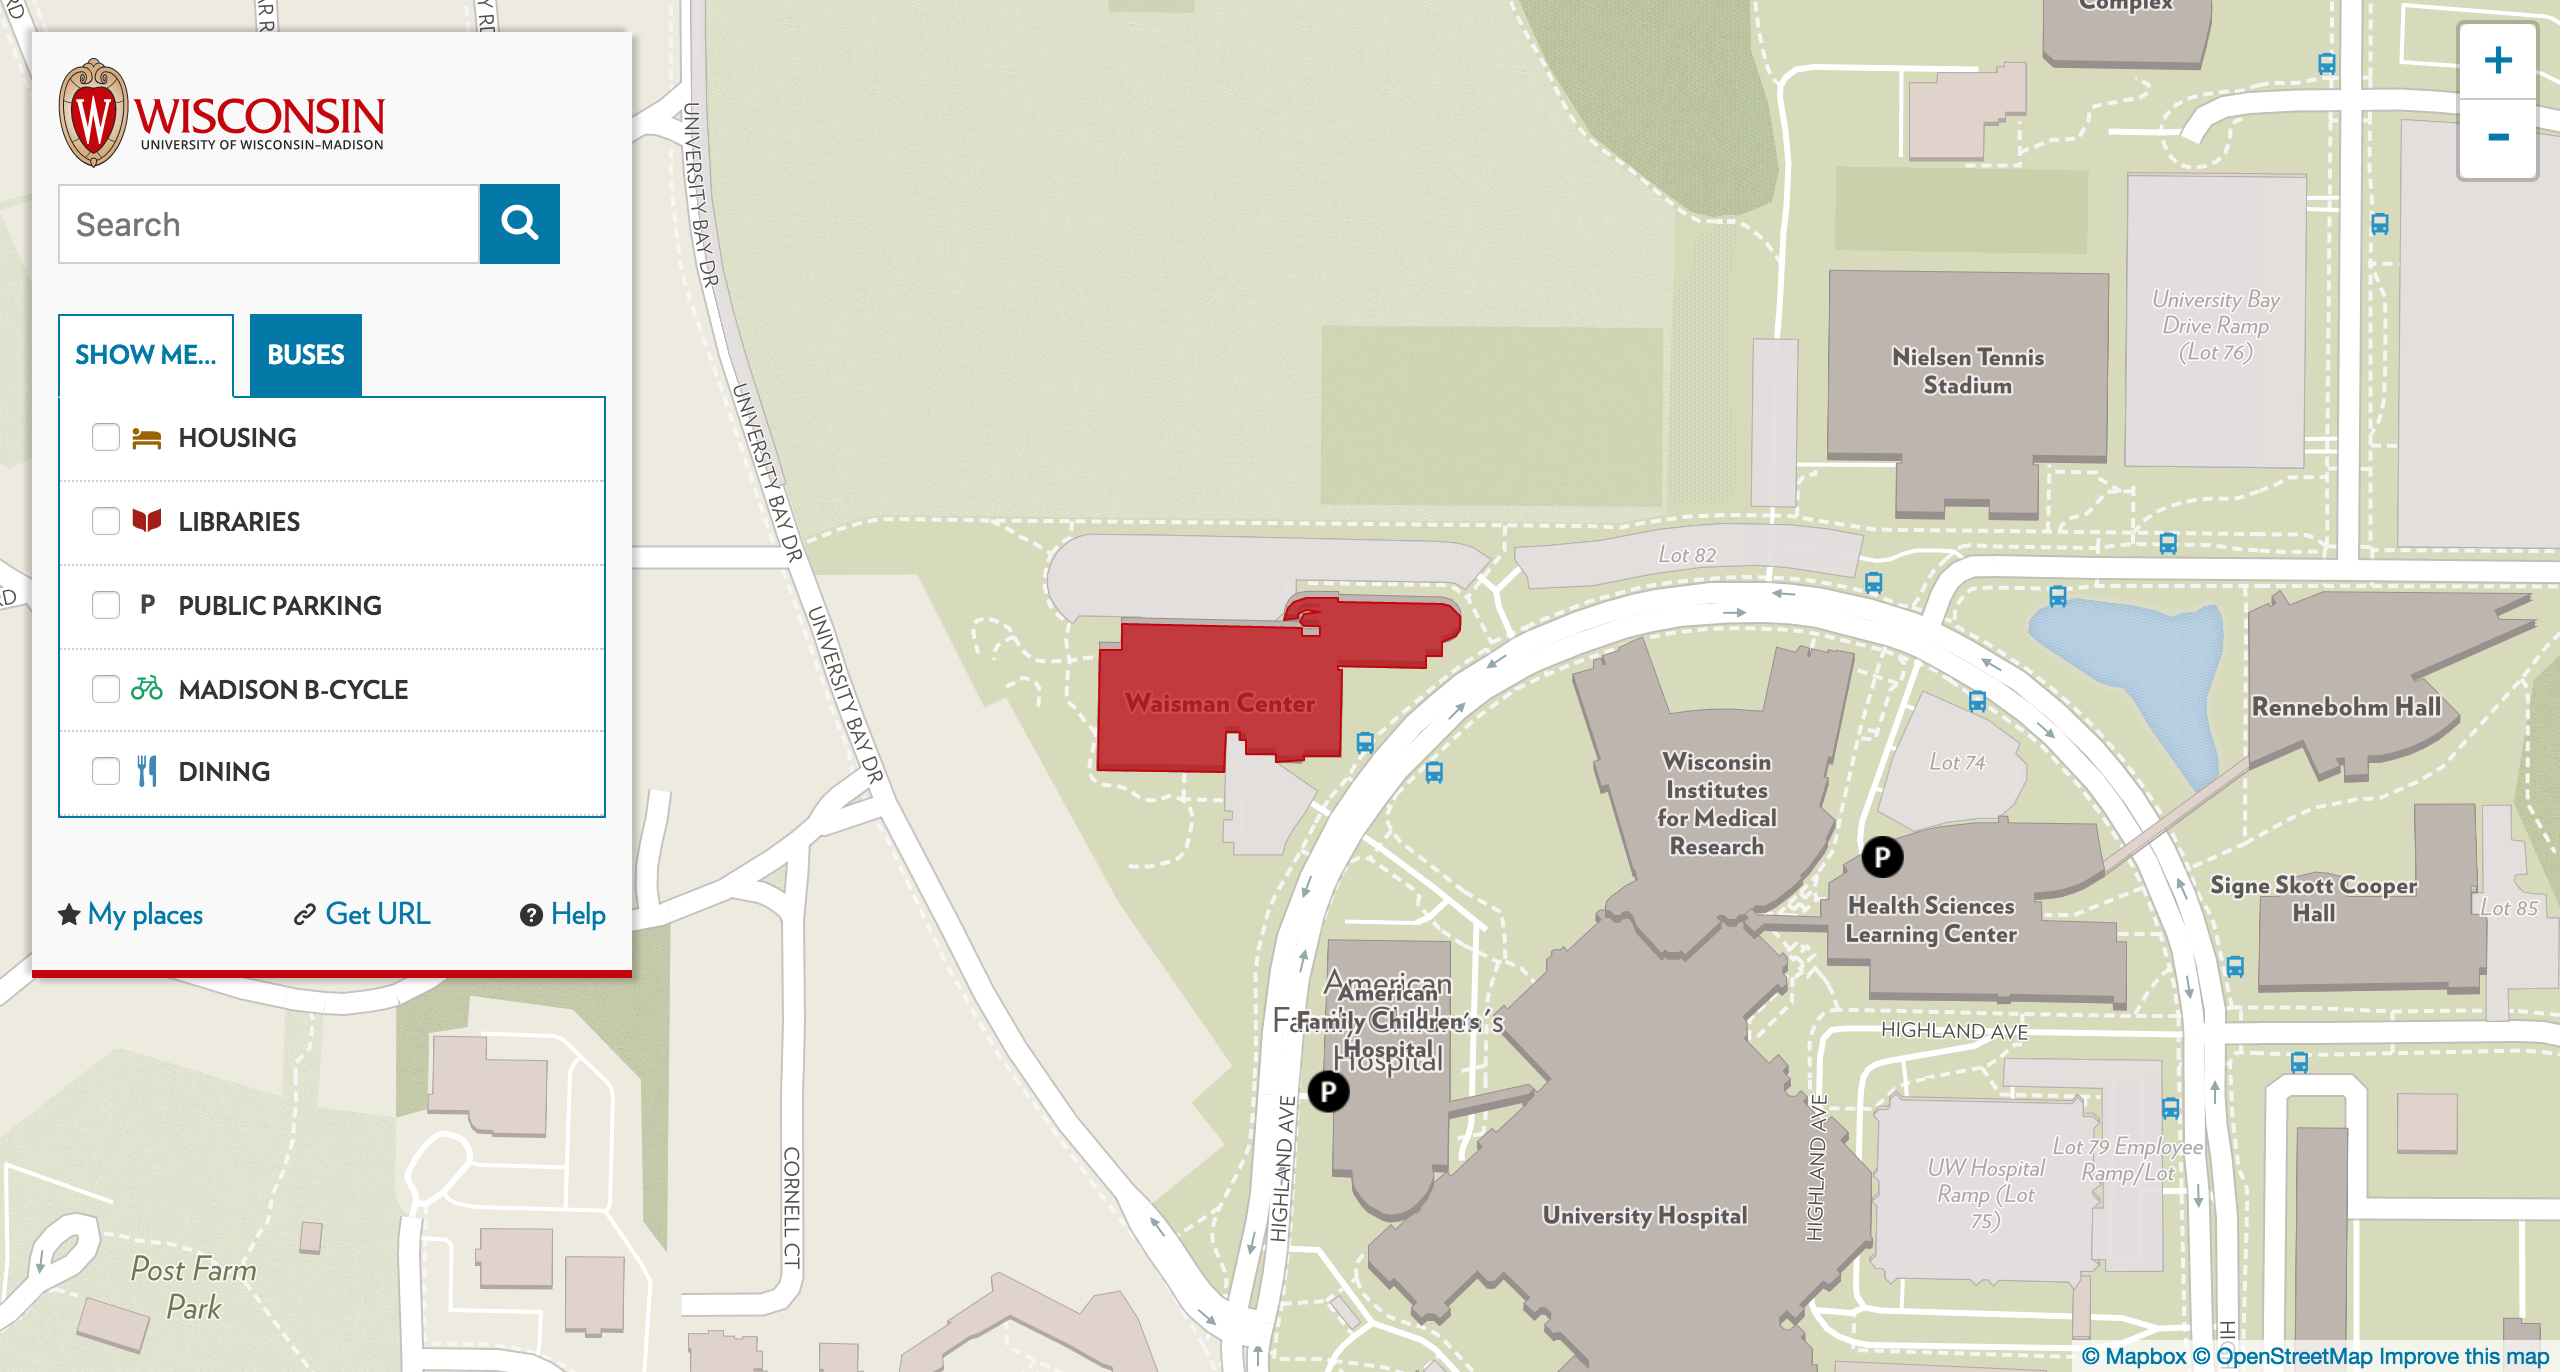 WISCONSIN
UNIVERSITY OF WISCONSIN–MADISON
Search
SHOW ME...
BUSES
HOUSING
LIBRARIES
P PUBLIC PARKING
MADISON B-CYCLE
DINING
My places
Get URL
Help
UNIVERSITY BAY DR
UNIVERSITY BAY DR
UNIVERSITY BAY DR
Complex
+
-
University Bay
Drive Ramp
(Lot 76)
Nielsen Tennis
Stadium
Lot 82
Waisman Center
Rennebohm Hall
Wisconsin
Institutes
for Medical
Research
Lot 74
P
Health Sciences
Learning Center
Signe Skott Cooper
Hall
Lot 85
American
Family Children's
Hospital
American
Family Children's
Hospital
P
HIGHLAND AVE
HIGHLAND AVE
HIGHLAND AVE
University Hospital
UW Hospital
Ramp (Lot
75)
Lot 79 Employee
Ramp/Lot
CORNELL CT
Post Farm
Park
© Mapbox © OpenStreetMap Improve this map